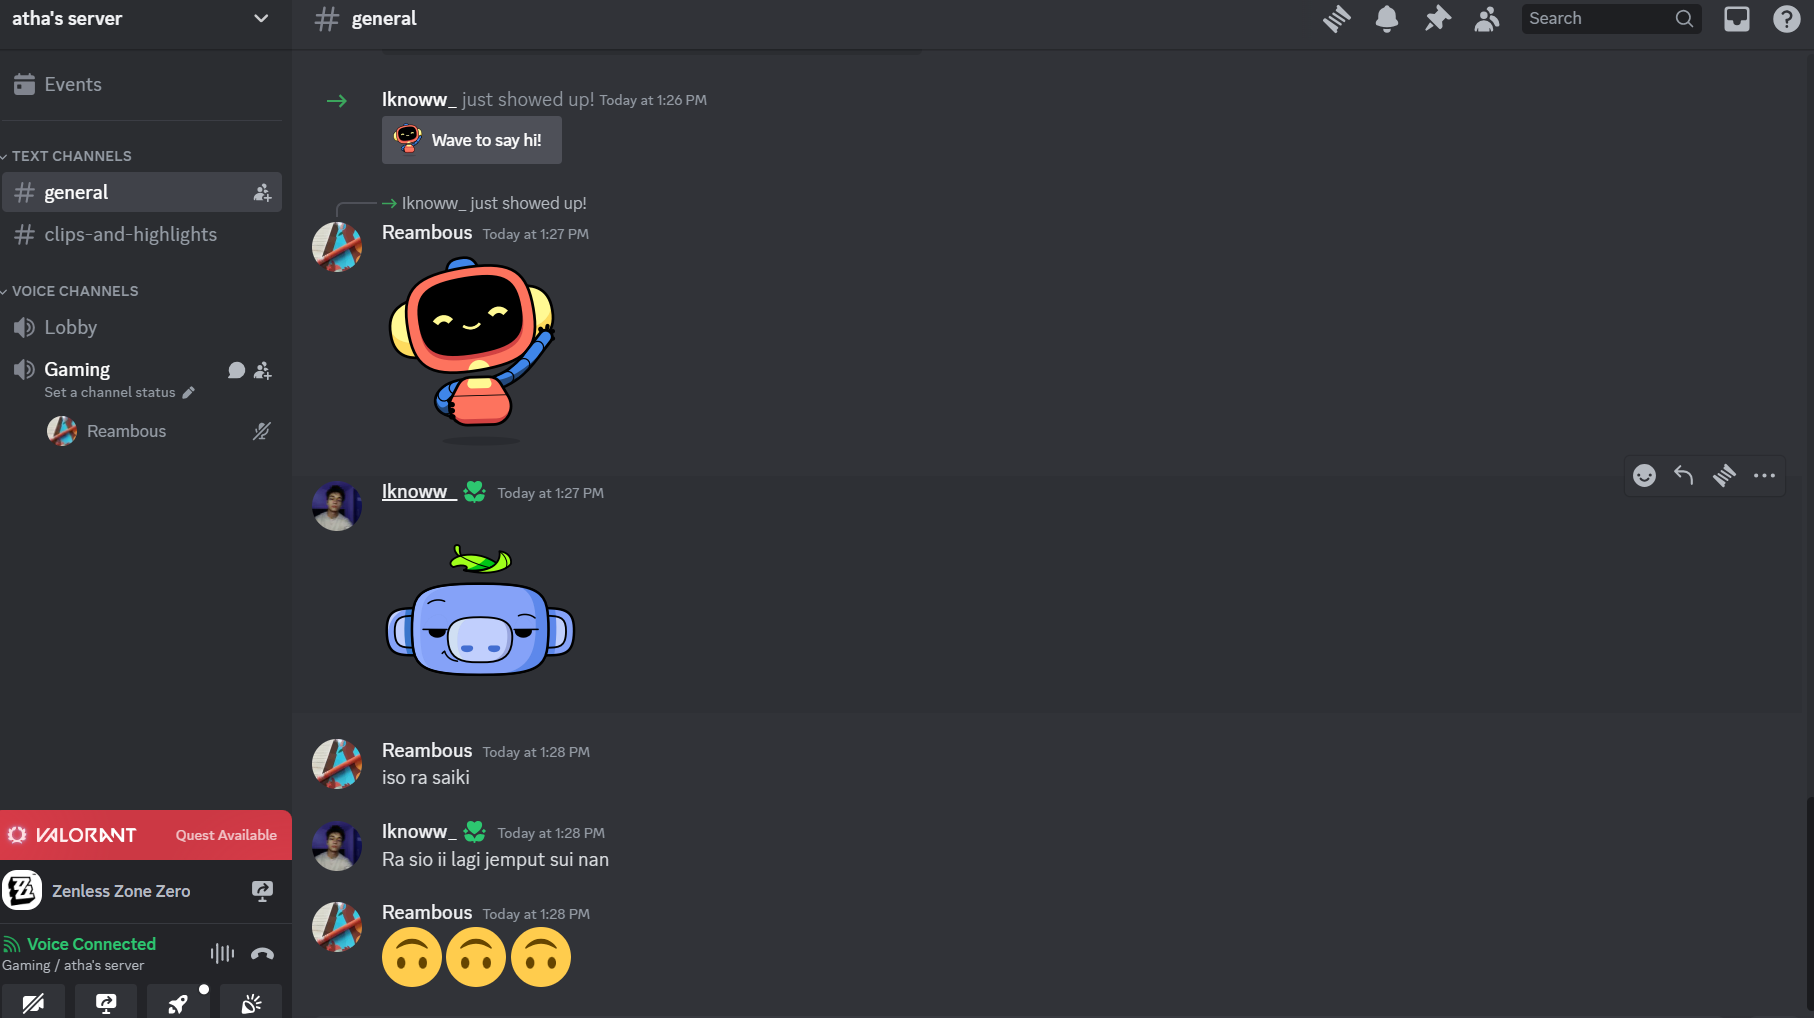 atha's server
Events
TEXT CHANNELS
general
clips-and-highlights
VOICE CHANNELS
Lobby
Gaming
Set a channel status
Reambous
VALORANT Quest Available
Zenless Zone Zero
Voice Connected
Gaming / atha's server
general
Search
Iknoww_ just showed up! Today at 1:26 PM
Wave to say hi!
Iknoww_ just showed up!
Reambous Today at 1:27 PM
Iknoww_ Today at 1:27 PM
Reambous Today at 1:28 PM
iso ra saiki
Iknoww_ Today at 1:28 PM
Ra sio ii lagi jemput sui nan
Reambous Today at 1:28 PM